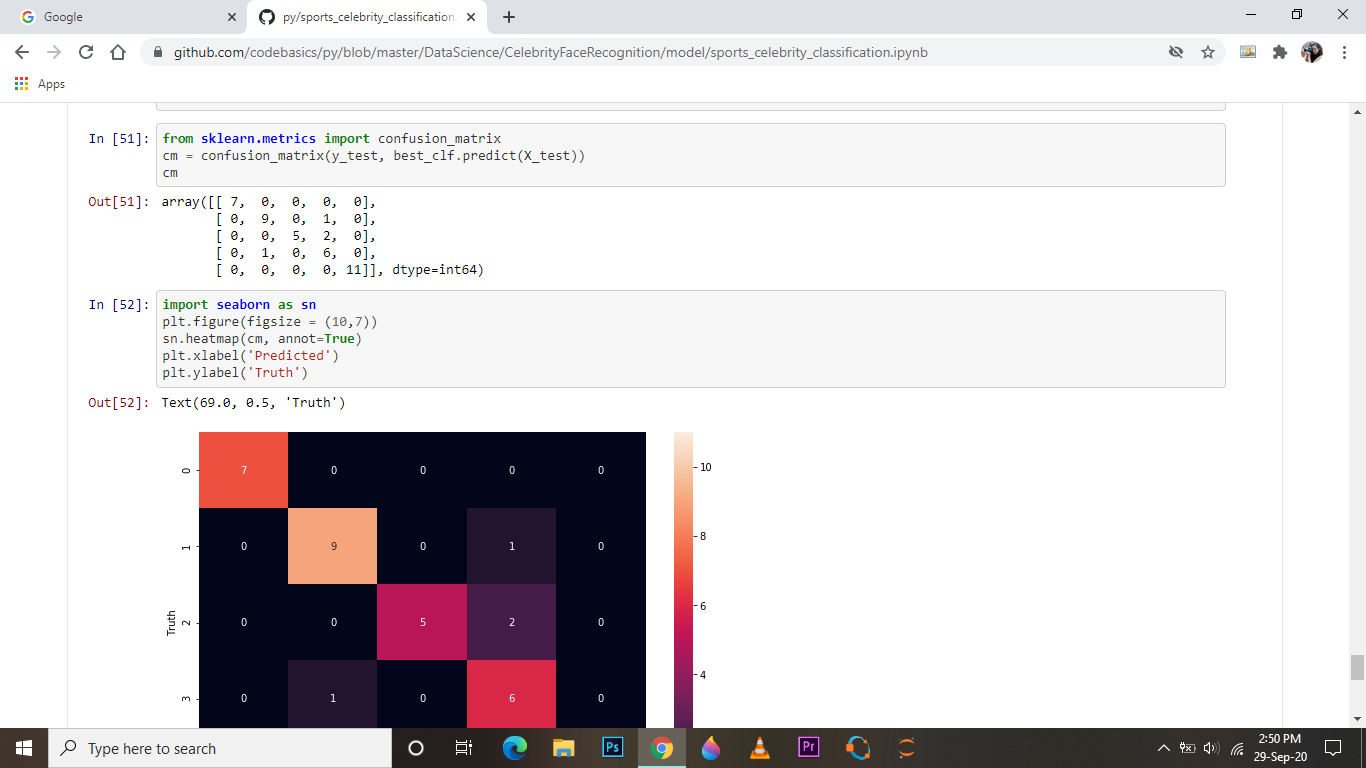 Google
py/sports_celebrity_classification.
github.com/codebasics/py/blob/master/DataScience/CelebrityFaceRecognition/model/sports_celebrity_classification.ipynb
Apps
In [51]: from sklearn.metrics import confusion_matrix
cm = confusion_matrix(y_test, best_clf.predict(X_test))
cm
Out[51]: array([[ 7,  0,  0,  0,  0],
[ 0,  9,  0,  1,  0],
[ 0,  0,  5,  2,  0],
[ 0,  1,  0,  6,  0],
[ 0,  0,  0,  0, 11]], dtype=int64)
In [52]: import seaborn as sn
plt.figure(figsize = (10,7))
sn.heatmap(cm, annot=True)
plt.xlabel('Predicted')
plt.ylabel('Truth')
Out[52]: Text(69.0, 0.5, 'Truth')
0 7 0 0 0 0 10
1 0 9 0 1 0 8
Truth
2 0 0 5 2 0 6
3 0 1 0 6 0 4
Type here to search
Ps
Pr
2:50 PM
29-Sep-20